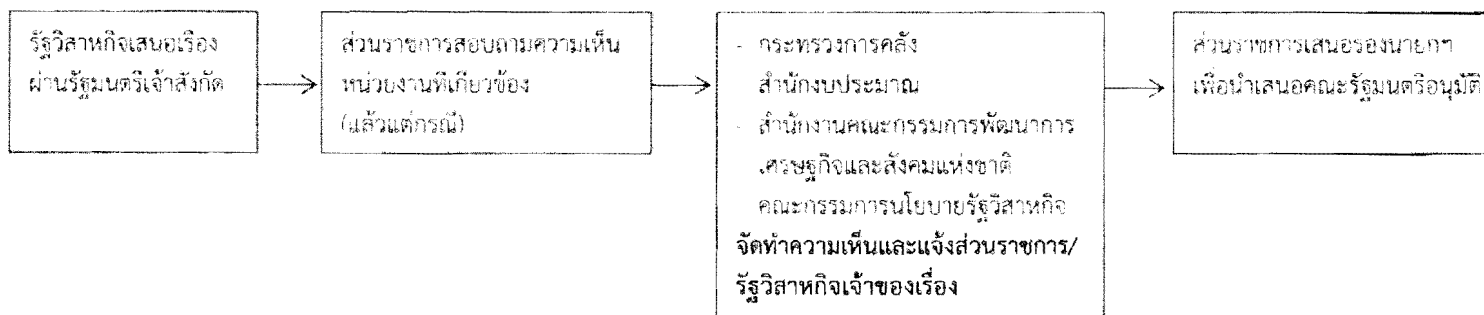 รัฐวิสาหกิจเสนอเรื่อง
ผ่านรัฐมนตรีเจ้าสังกัด
ส่วนราชการสอบถามความเห็น
หน่วยงานที่เกี่ยวข้อง
(แล้วแต่กรณี)
- กระทรวงการคลัง
สำนักงบประมาณ
- สำนักงานคณะกรรมการพัฒนาการ
เศรษฐกิจและสังคมแห่งชาติ
คณะกรรมการนโยบายรัฐวิสาหกิจ
จัดทำความเห็นและแจ้งส่วนราชการ/
รัฐวิสาหกิจเจ้าของเรื่อง
ส่วนราชการเสนอรองนายกฯ
เพื่อนำเสนอคณะรัฐมนตรีอนุมัติ